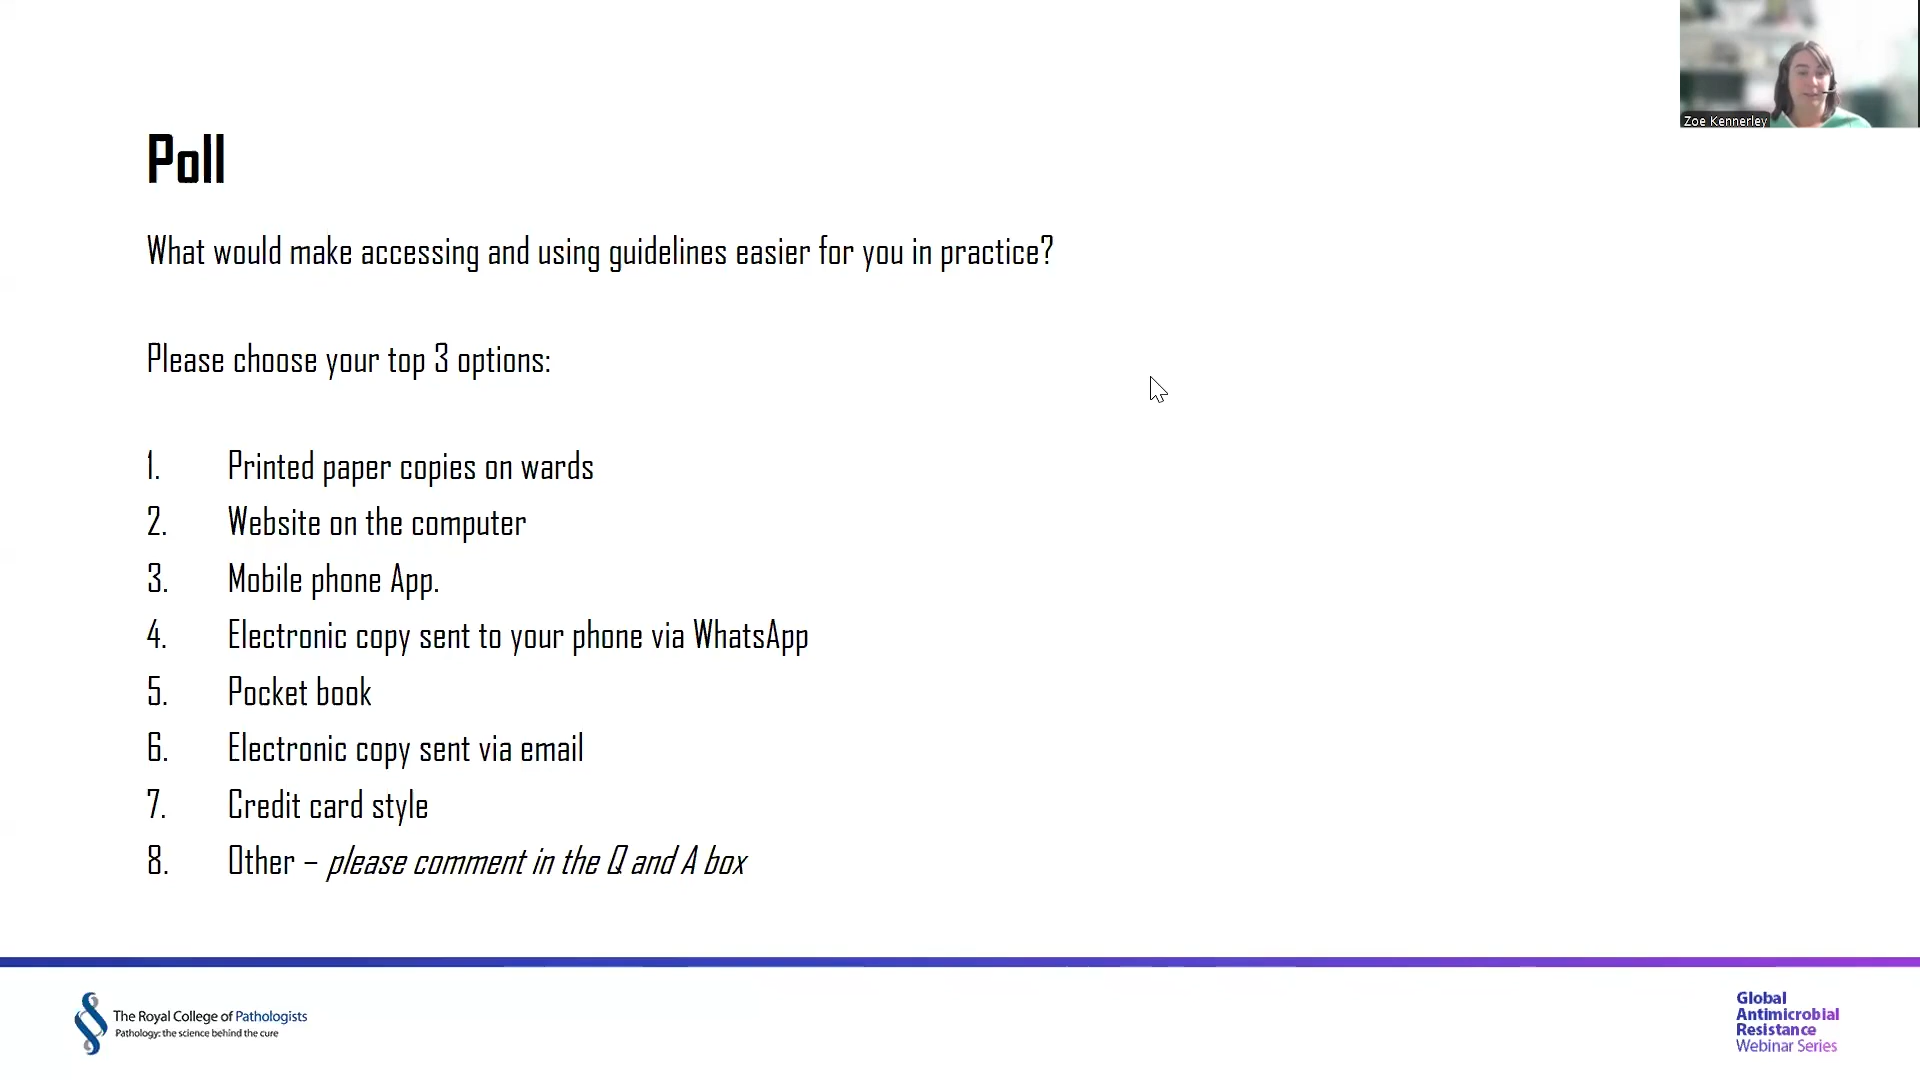 Zoe Kennerley
Poll
What would make accessing and using guidelines easier for you in practice?
Please choose your top 3 options:
1. Printed paper copies on wards
2. Website on the computer
3. Mobile phone App.
4. Electronic copy sent to your phone via WhatsApp
5. Pocket book
6. Electronic copy sent via email
7. Credit card style
8. Other – please comment in the Q and A box
The Royal College of Pathologists
Pathology: the science behind the cure
Global
Antimicrobial
Resistance
Webinar Series